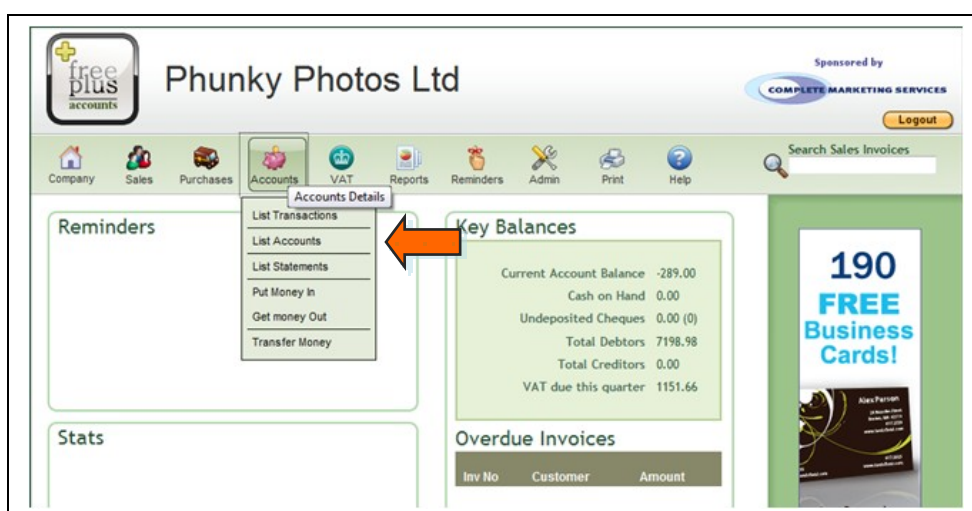 free
plus
accounts
Phunky Photos Ltd
Sponsored by
COMPLETE MARKETING SERVICES
Logout
Company Sales Purchases Accounts VAT Reports Reminders Admin Print Help
Search Sales Invoices
Accounts Details
List Transactions
List Accounts
List Statements
Put Money In
Get money Out
Transfer Money
Reminders
Key Balances
Current Account Balance -289.00
Cash on Hand 0.00
Undeposited Cheques 0.00 (0)
Total Debtors 7198.98
Total Creditors 0.00
VAT due this quarter 1151.66
Stats
Overdue Invoices
Inv No Customer Amount
190
FREE
Business
Cards!
Alex Parson